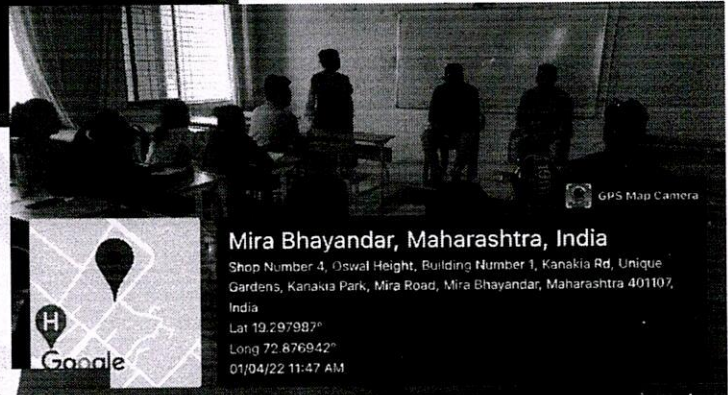 GPS Map Camera
Mira Bhayandar, Maharashtra, India
Shop Number 4, Oswal Height, Building Number 1, Kanakia Rd, Unique
Gardens, Kanakia Park, Mira Road, Mira Bhayandar, Maharashtra 401107,
India
Lat 19.297987°
Long 72.876942°
01/04/22 11:47 AM
H
Google